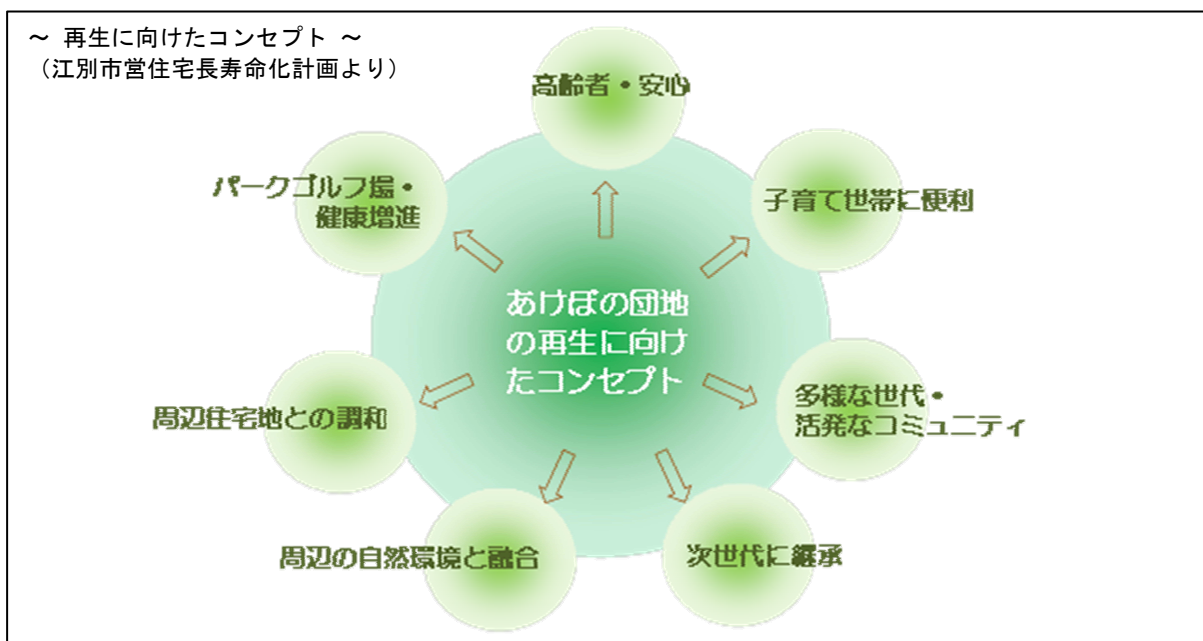 ～ 再生に向けたコンセプト ～
（江別市営住宅長寿命化計画より）
高齢者・安心
子育て世帯に便利
多様な世代・
活発なコミュニティ
次世代に継承
周辺の自然環境と融合
周辺住宅地との調和
パークゴルフ場・
健康増進
あけぼの団地
の再生に向け
たコンセプト